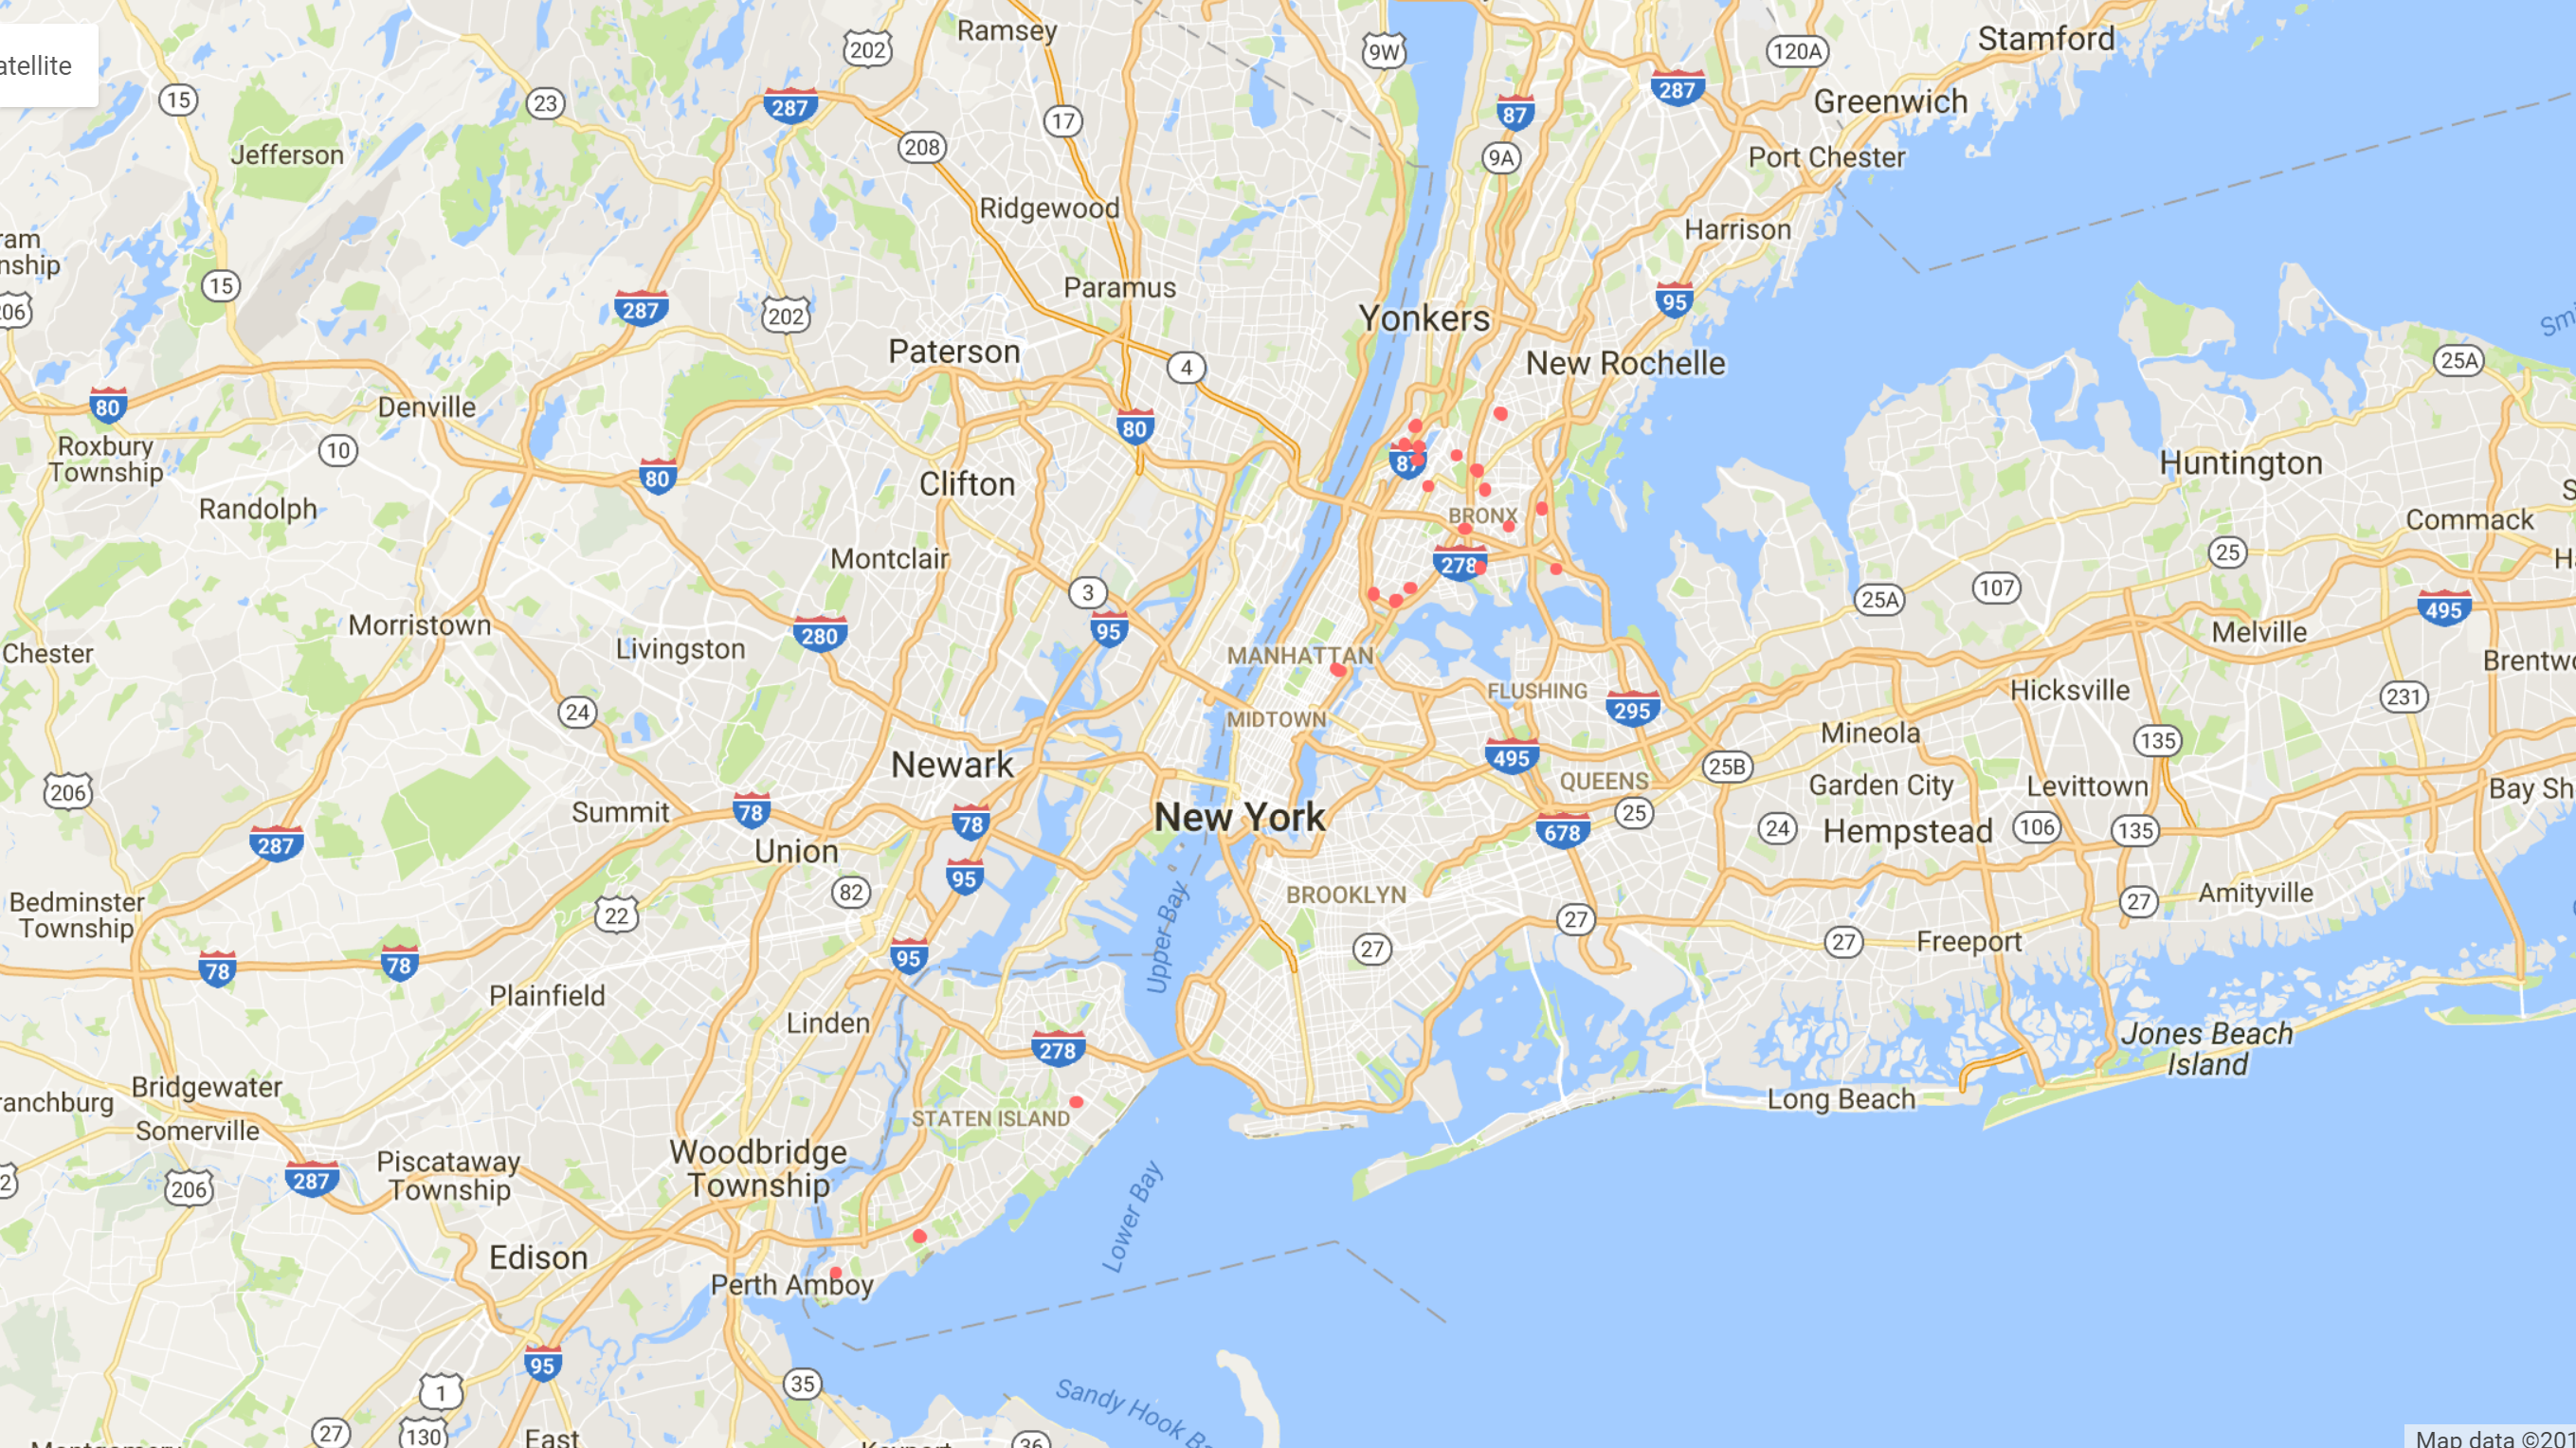 Ramsey
202
9W
120A
Stamford
atellite
15
23
287
17
87
287
Greenwich
208
9A
Port Chester
Jefferson
Ridgewood
Harrison
ram
nship
15
Paramus
206
287
202
95
Yonkers
25A
Paterson
4
New Rochelle
80
Denville
80
Roxbury
Township
10
80
Clifton
87
Huntington
Randolph
BRONX
Commack
Montclair
278
25
3
25A
107
495
Morristown
280
95
Melville
Chester
Livingston
MANHATTAN
Brentwo
FLUSHING
Hicksville
231
24
MIDTOWN
295
Mineola
135
Newark
495
QUEENS
25B
206
Garden City
Levittown
Bay Sh
Summit
78
78
New York
25
24
Hempstead
106
135
287
Union
678
95
82
BROOKLYN
27
Amityville
Bedminster
Township
22
27
27
27
Freeport
Upper Bay
78
78
95
Plainfield
Linden
278
Jones Beach
Island
Bridgewater
ranchburg
STATEN ISLAND
Long Beach
Somerville
Woodbridge
Township
Piscataway
Township
287
206
Lower Bay
Edison
Perth Amboy
95
1
35
Sandy Hook Ba
27
130
East
36
Map data ©201